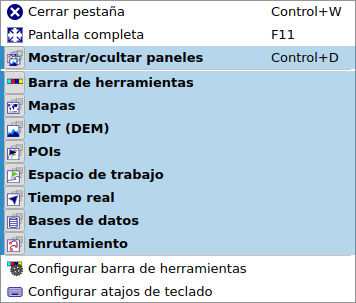 Cerrar pestaña Control+W
Pantalla completa F11
Mostrar/ocultar paneles Control+D
Barra de herramientas
Mapas
MDT (DEM)
POIs
Espacio de trabajo
Tiempo real
Bases de datos
Enrutamiento
Configurar barra de herramientas
Configurar atajos de teclado